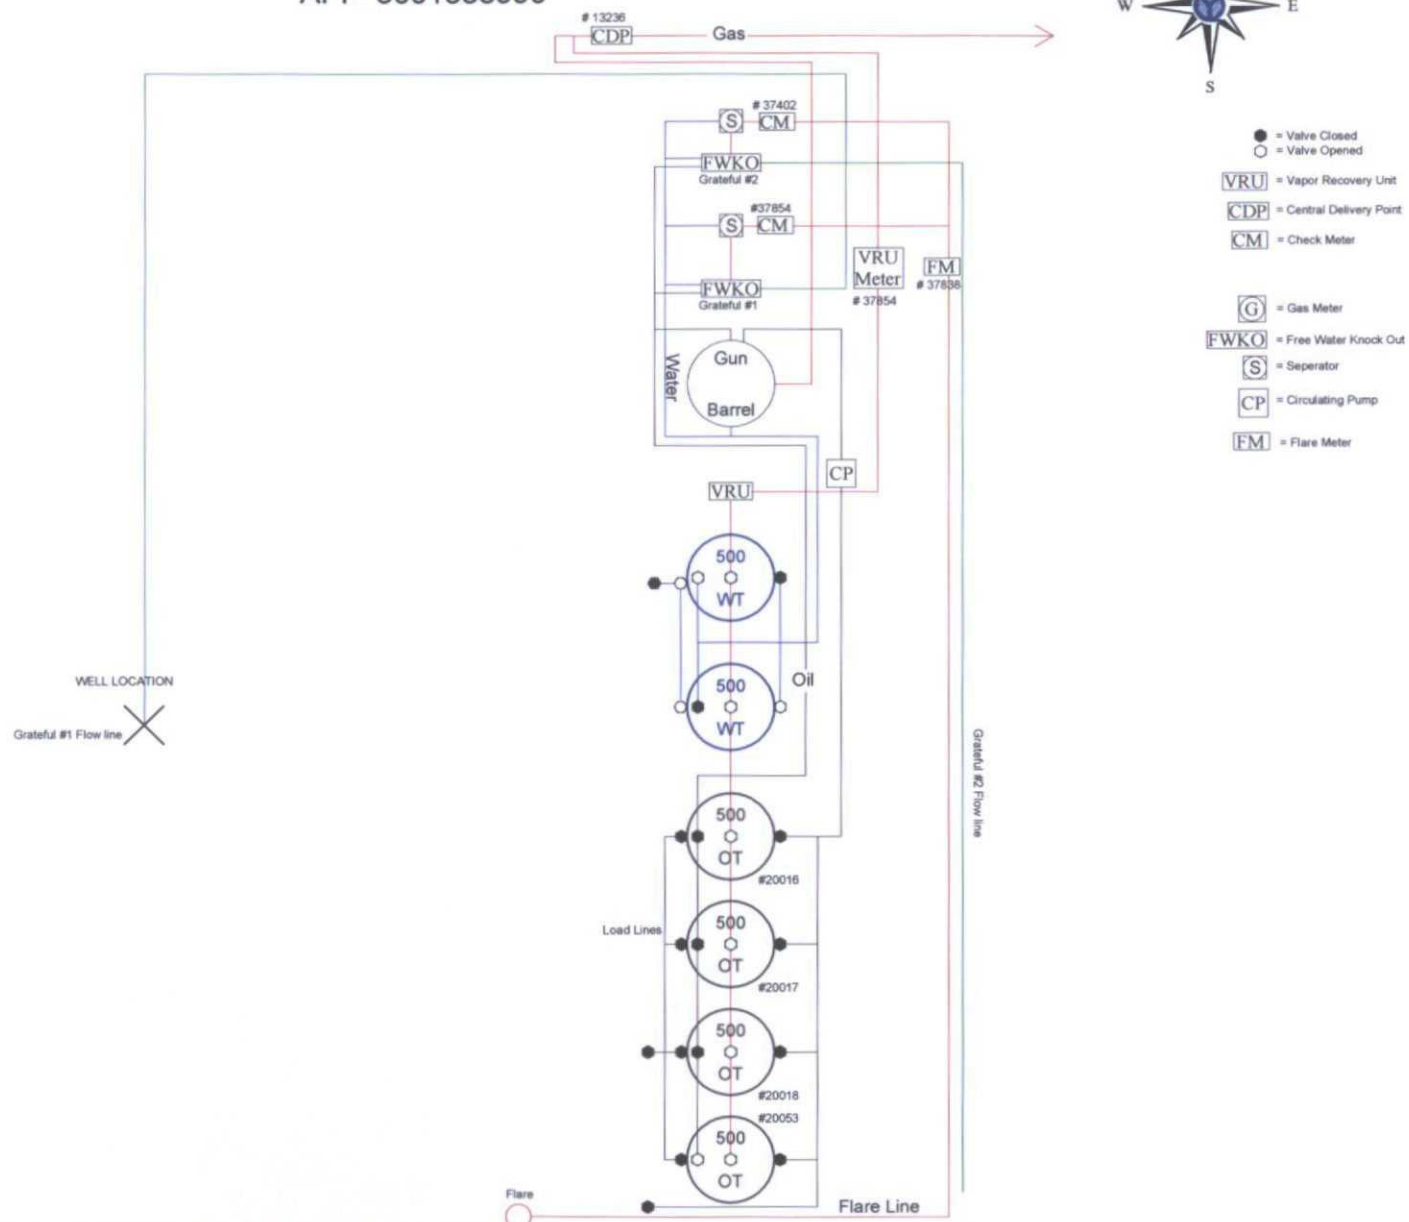 # 13236
CDP
Gas
W
E
S
# 37402
S
CM
FWKO
Grateful #2
#37854
S
CM
VRU
Meter
# 37854
FM
# 37838
FWKO
Grateful #1
Gun
Barrel
Water
CP
VRU
500
WT
500
WT
Oil
WELL LOCATION
Grateful #1 Flow line
Grateful #2 Flow line
500
OT
#20016
Load Lines
500
OT
#20017
500
OT
#20018
#20053
500
OT
Flare
Flare Line
= Valve Closed
= Valve Opened
VRU = Vapor Recovery Unit
CDP = Central Delivery Point
CM = Check Meter
G = Gas Meter
FWKO = Free Water Knock Out
S = Seperator
CP = Circulating Pump
FM = Flare Meter